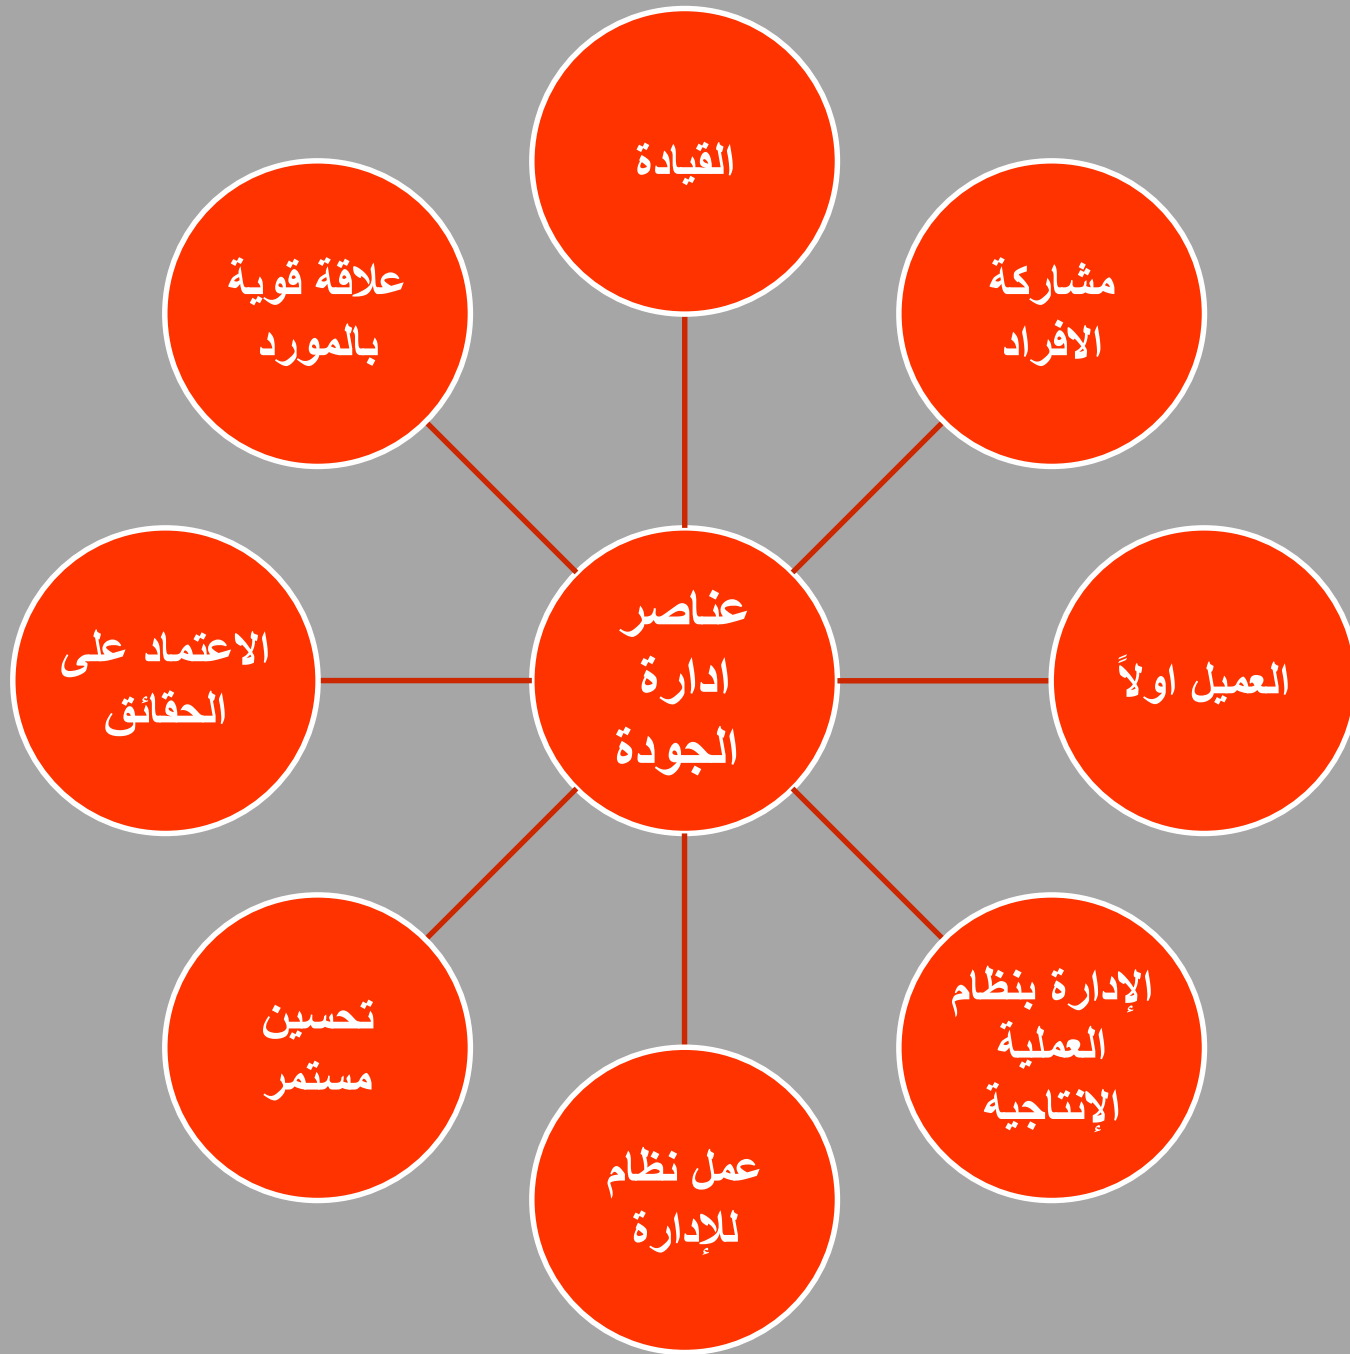 القيادة
مشاركة
الافراد
العميل اولاً
الإدارة بنظام
العملية
الإنتاجية
عمل نظام
للإدارة
تحسين
مستمر
الاعتماد على
الحقائق
علاقة قوية
بالمورد
عناصر
ادارة
الجودة